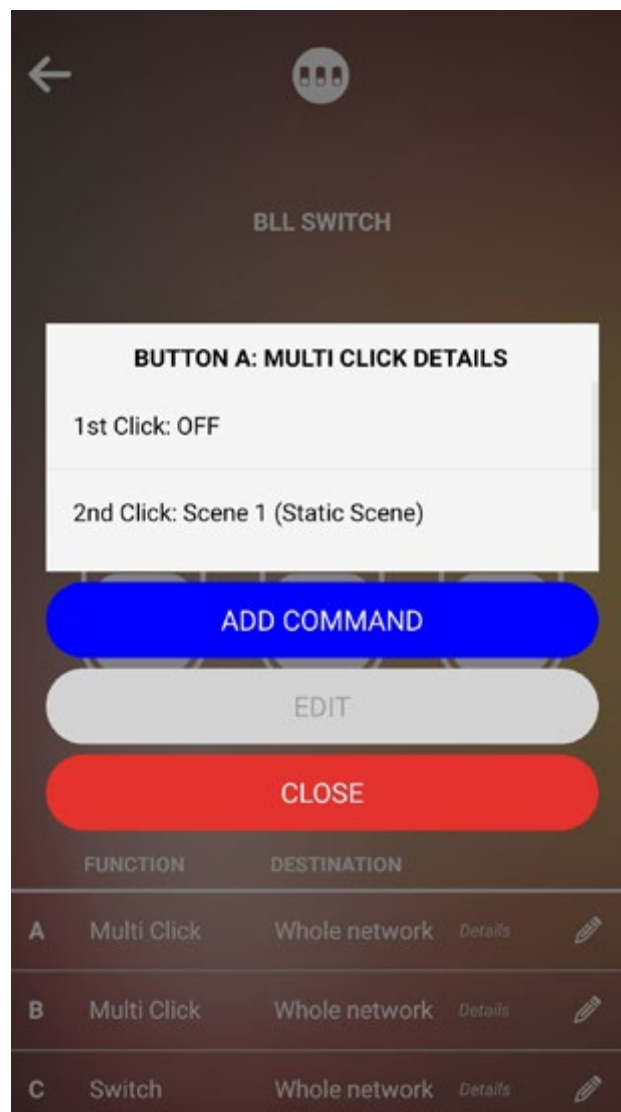 BLL SWITCH
BUTTON A: MULTI CLICK DETAILS
1st Click: OFF
2nd Click: Scene 1 (Static Scene)
ADD COMMAND
EDIT
CLOSE
FUNCTION DESTINATION
A Multi Click Whole network Details
B Multi Click Whole network Details
C Switch Whole network Details